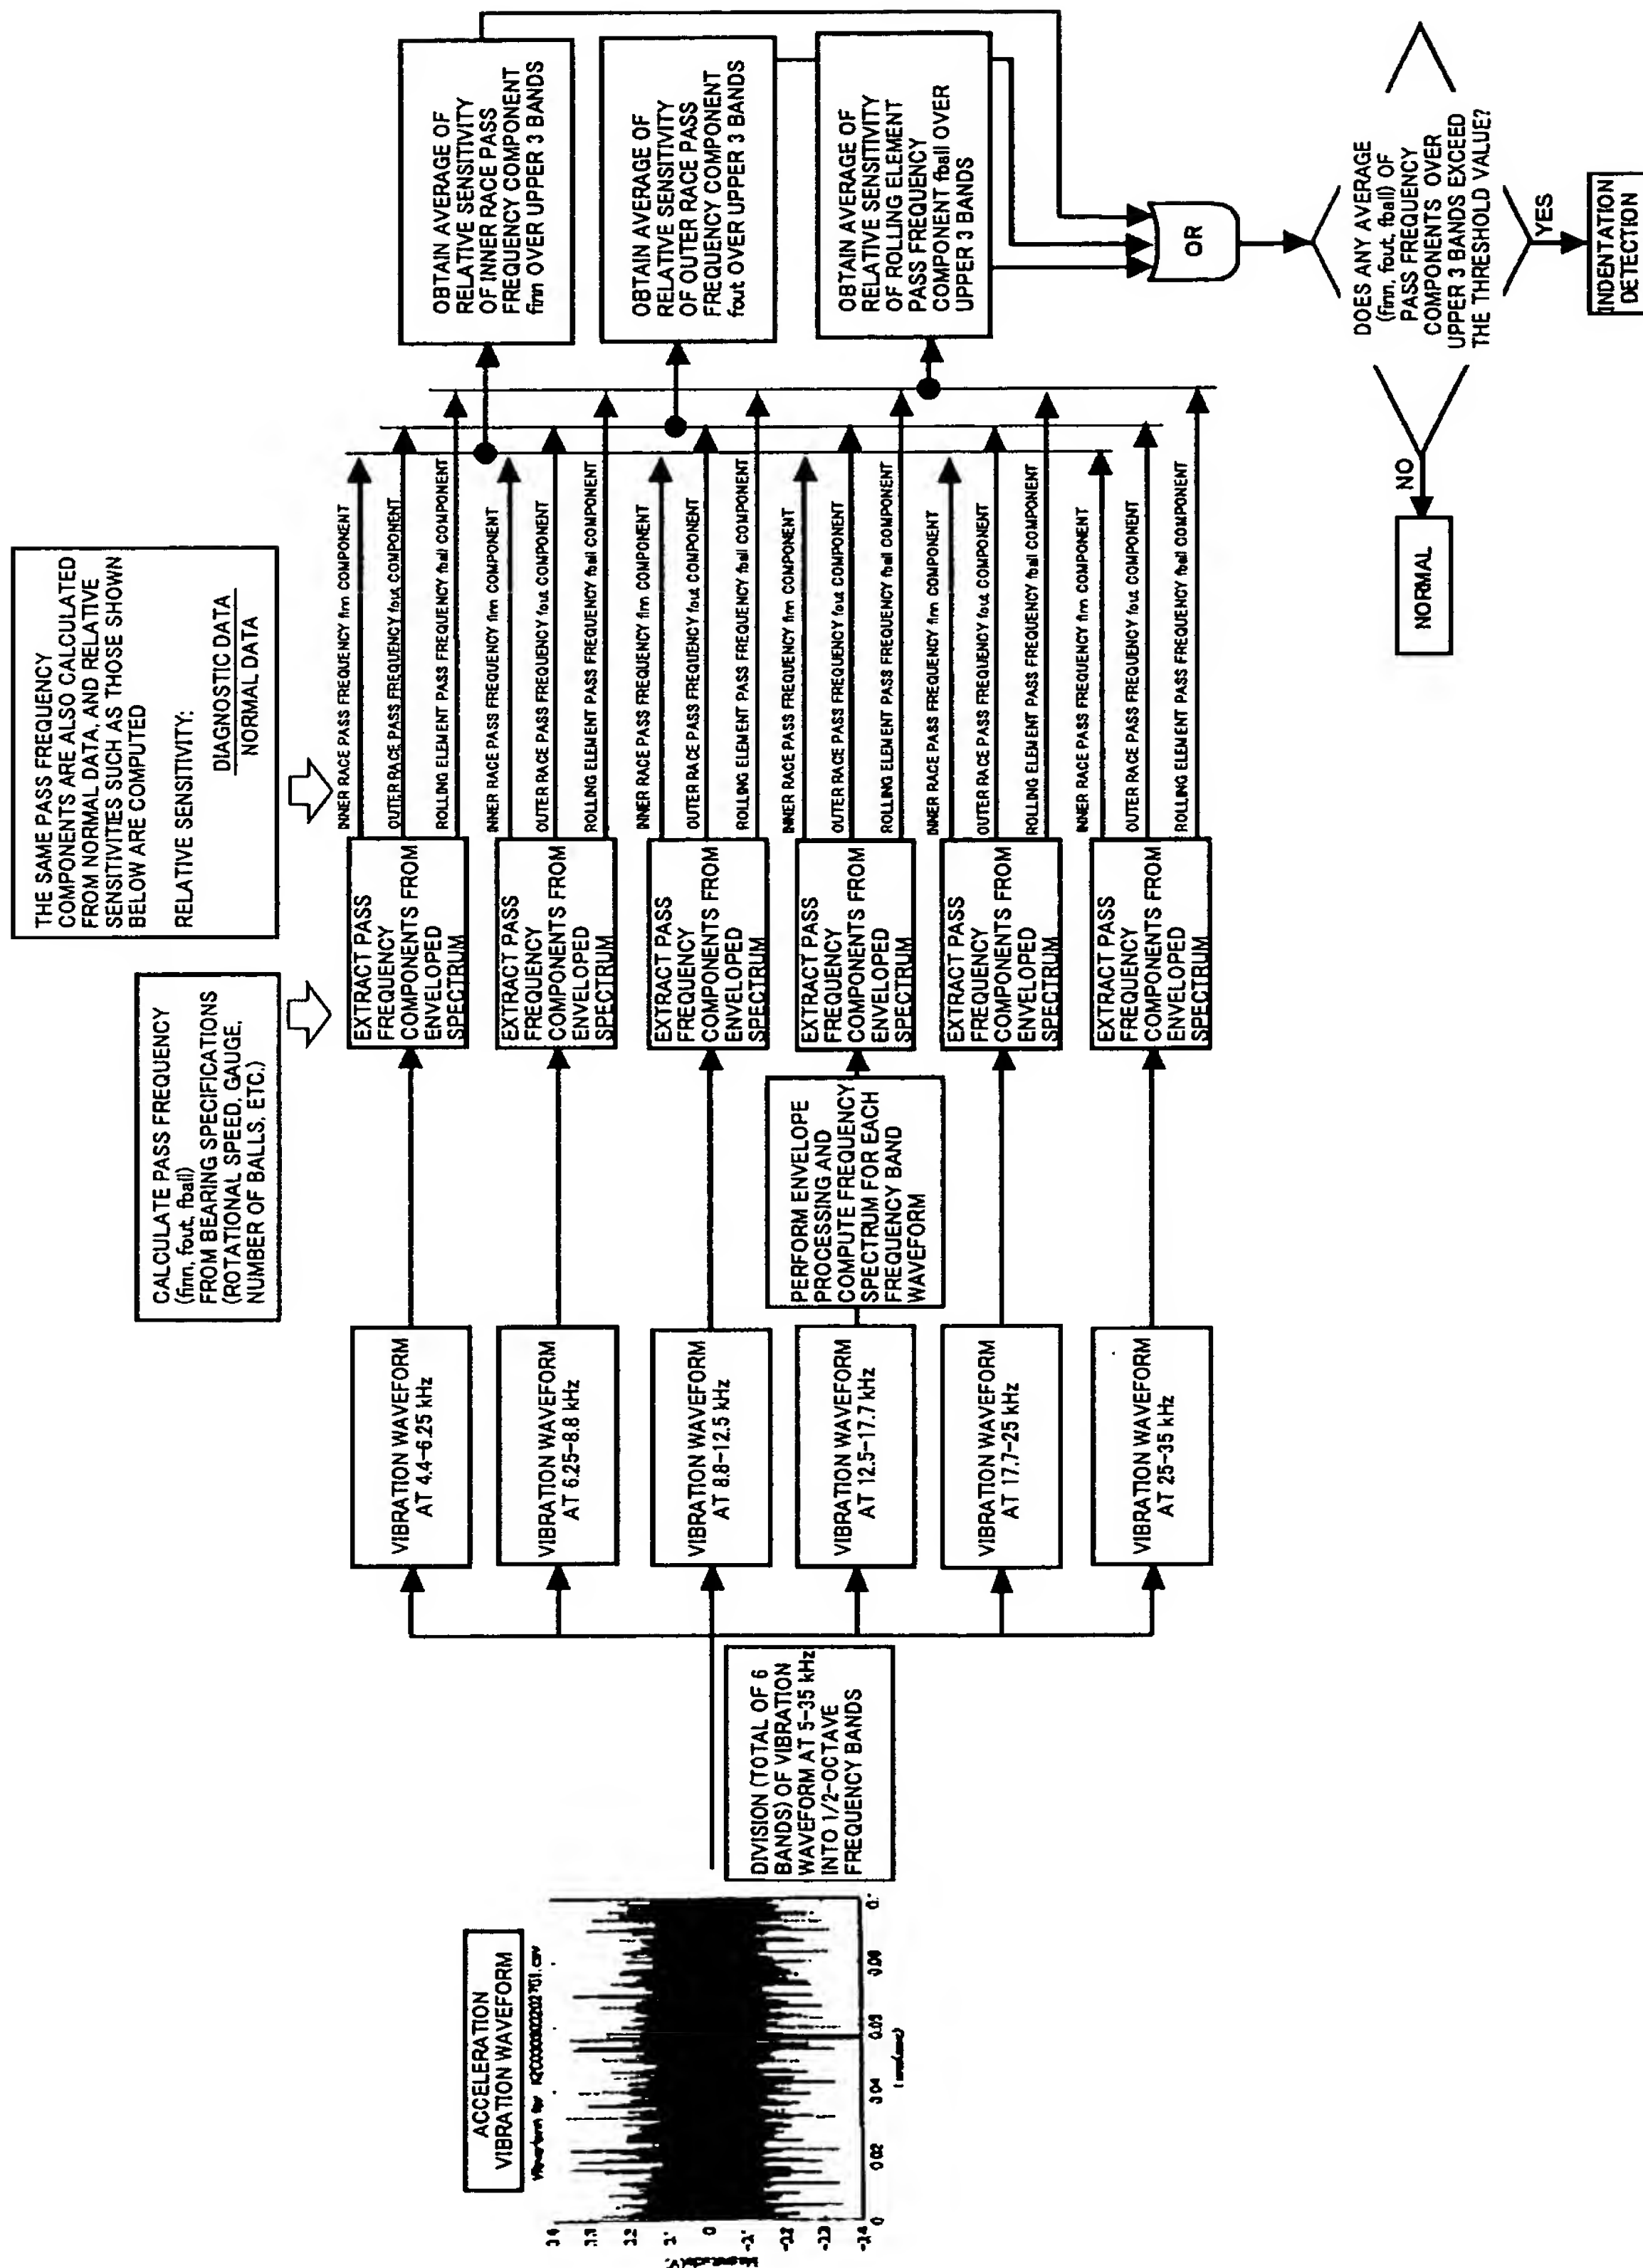 ACCELERATION
VIBRATION WAVEFORM
0.4
0
-0.2
-0.3
-0.4
0
0.02
0.04
0.08
DIVISION (TOTAL OF 6
BANDS) OF VIBRATION
WAVEFORM AT 5-35 kHz
INTO 1/2-OCTAVE
FREQUENCY BANDS
VIBRATION WAVEFORM
AT 4.4-6.25 kHz
VIBRATION WAVEFORM
AT 6.25-8.8 kHz
VIBRATION WAVEFORM
AT 8.8-12.5 kHz
VIBRATION WAVEFORM
AT 12.5-17.7 kHz
VIBRATION WAVEFORM
AT 17.7-25 kHz
VIBRATION WAVEFORM
AT 25-35 kHz
PERFORM ENVELOPE
PROCESSING AND
COMPUTE FREQUENCY
SPECTRUM FOR EACH
FREQUENCY BAND
WAVEFORM
CALCULATE PASS FREQUENCY
(finn, fout, fball)
FROM BEARING SPECIFICATIONS
(ROTATIONAL SPEED, GAUGE,
NUMBER OF BALLS, ETC.)
EXTRACT PASS
FREQUENCY
COMPONENTS FROM
ENVELOPED
SPECTRUM
EXTRACT PASS
FREQUENCY
COMPONENTS FROM
ENVELOPED
SPECTRUM
EXTRACT PASS
FREQUENCY
COMPONENTS FROM
ENVELOPED
SPECTRUM
EXTRACT PASS
FREQUENCY
COMPONENTS FROM
ENVELOPED
SPECTRUM
EXTRACT PASS
FREQUENCY
COMPONENTS FROM
ENVELOPED
SPECTRUM
EXTRACT PASS
FREQUENCY
COMPONENTS FROM
ENVELOPED
SPECTRUM
THE SAME PASS FREQUENCY
COMPONENTS ARE ALSO CALCULATED
FROM NORMAL DATA, AND RELATIVE
SENSITIVITIES SUCH AS THOSE SHOWN
BELOW ARE COMPUTED
RELATIVE SENSITIVITY:
DIAGNOSTIC DATA
NORMAL DATA
INNER RACE PASS FREQUENCY finn COMPONENT
OUTER RACE PASS FREQUENCY fout COMPONENT
ROLLING ELEMENT PASS FREQUENCY fball COMPONENT
INNER RACE PASS FREQUENCY finn COMPONENT
OUTER RACE PASS FREQUENCY fout COMPONENT
ROLLING ELEMENT PASS FREQUENCY fball COMPONENT
INNER RACE PASS FREQUENCY finn COMPONENT
OUTER RACE PASS FREQUENCY fout COMPONENT
ROLLING ELEMENT PASS FREQUENCY fball COMPONENT
INNER RACE PASS FREQUENCY finn COMPONENT
OUTER RACE PASS FREQUENCY fout COMPONENT
ROLLING ELEMENT PASS FREQUENCY fball COMPONENT
INNER RACE PASS FREQUENCY finn COMPONENT
OUTER RACE PASS FREQUENCY fout COMPONENT
ROLLING ELEMENT PASS FREQUENCY fball COMPONENT
INNER RACE PASS FREQUENCY finn COMPONENT
OUTER RACE PASS FREQUENCY fout COMPONENT
ROLLING ELEMENT PASS FREQUENCY fball COMPONENT
OBTAIN AVERAGE OF
RELATIVE SENSITIVITY
OF INNER RACE PASS
FREQUENCY COMPONENT
finn OVER UPPER 3 BANDS
OBTAIN AVERAGE OF
RELATIVE SENSITIVITY
OF OUTER RACE PASS
FREQUENCY COMPONENT
fout OVER UPPER 3 BANDS
OBTAIN AVERAGE OF
RELATIVE SENSITIVITY
OF ROLLING ELEMENT
PASS FREQUENCY
COMPONENT fball OVER
UPPER 3 BANDS
OR
DOES ANY AVERAGE
(finn, fout, fball) OF
PASS FREQUENCY
COMPONENTS OVER
UPPER 3 BANDS EXCEED
THE THRESHOLD VALUE?
NO
NORMAL
YES
INDENTATION
DETECTION